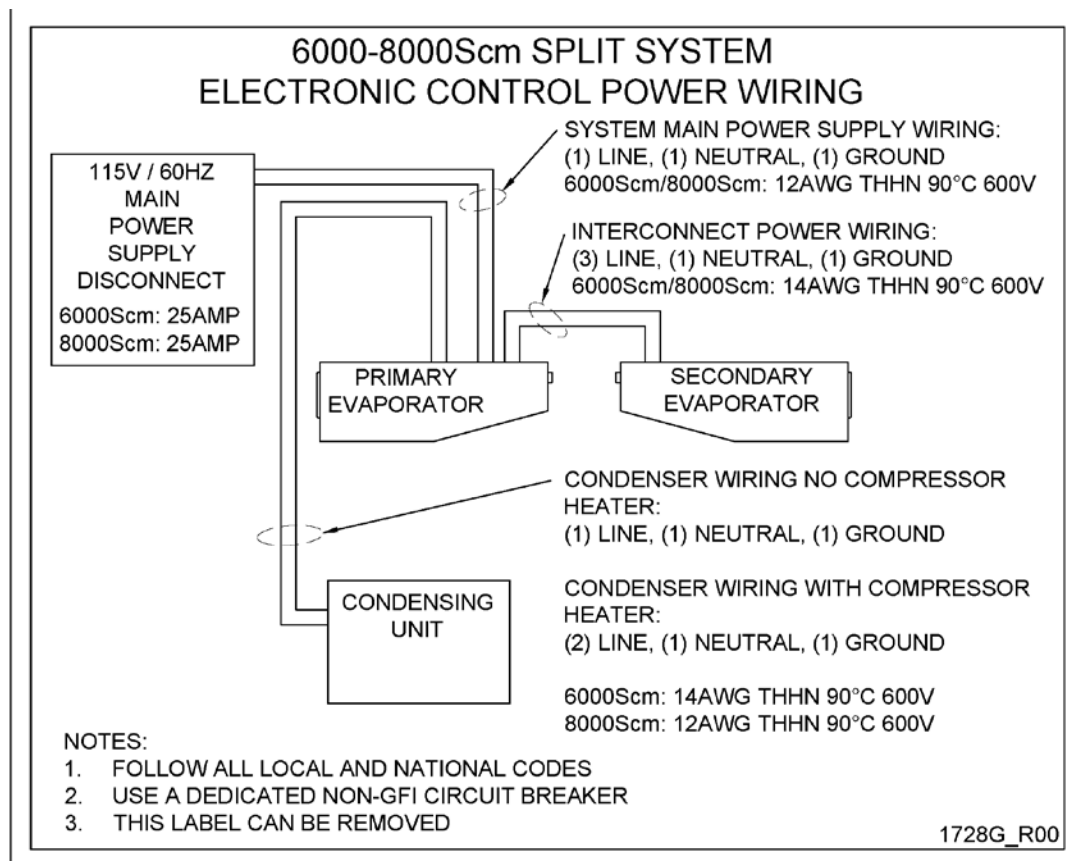 6000-8000Scm SPLIT SYSTEM
ELECTRONIC CONTROL POWER WIRING
115V / 60HZ
MAIN
POWER
SUPPLY
DISCONNECT
6000Scm: 25AMP
8000Scm: 25AMP
SYSTEM MAIN POWER SUPPLY WIRING:
(1) LINE, (1) NEUTRAL, (1) GROUND
6000Scm/8000Scm: 12AWG THHN 90°C 600V
INTERCONNECT POWER WIRING:
(3) LINE, (1) NEUTRAL, (1) GROUND
6000Scm/8000Scm: 14AWG THHN 90°C 600V
PRIMARY
EVAPORATOR
SECONDARY
EVAPORATOR
CONDENSER WIRING NO COMPRESSOR
HEATER:
(1) LINE, (1) NEUTRAL, (1) GROUND
CONDENSER WIRING WITH COMPRESSOR
HEATER:
(2) LINE, (1) NEUTRAL, (1) GROUND
6000Scm: 14AWG THHN 90°C 600V
8000Scm: 12AWG THHN 90°C 600V
CONDENSING
UNIT
NOTES:
1. FOLLOW ALL LOCAL AND NATIONAL CODES
2. USE A DEDICATED NON-GFI CIRCUIT BREAKER
3. THIS LABEL CAN BE REMOVED
1728G_R00